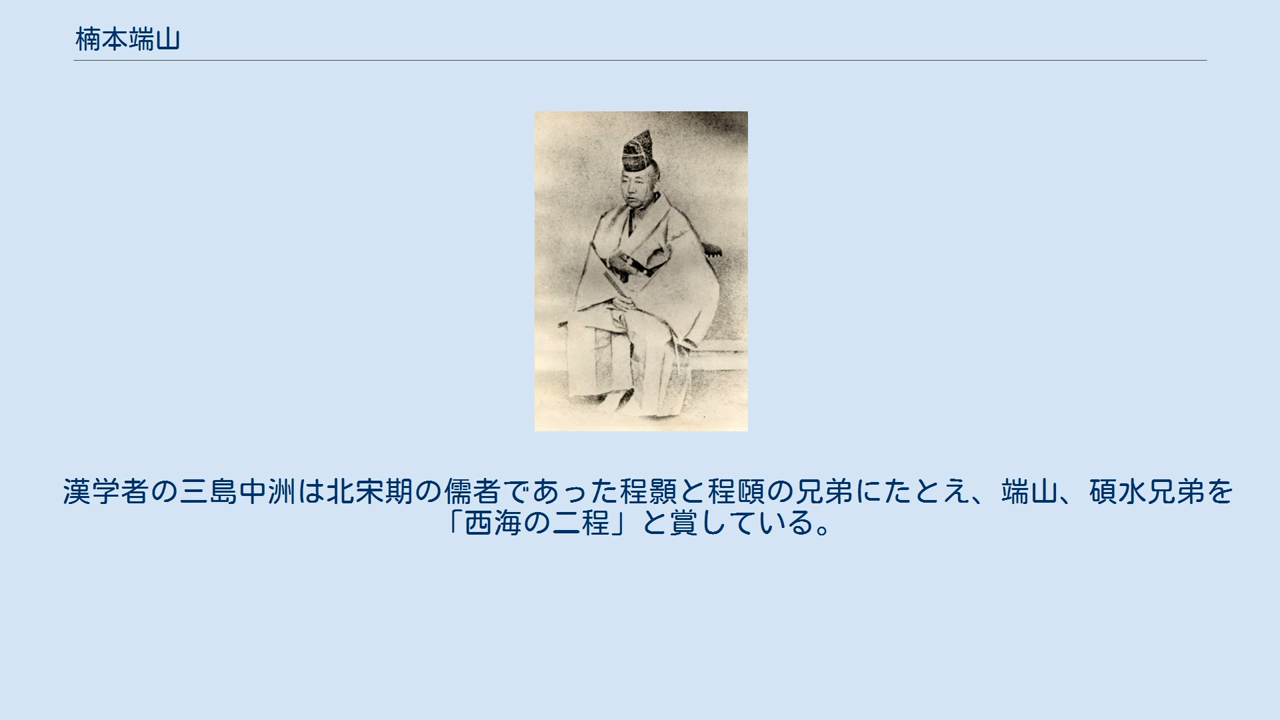 楠本端山
漢学者の三島中洲は北宋期の儒者であった程顥と程頤の兄弟にたとえ、端山、碩水兄弟を
「西海の二程」と賞している。